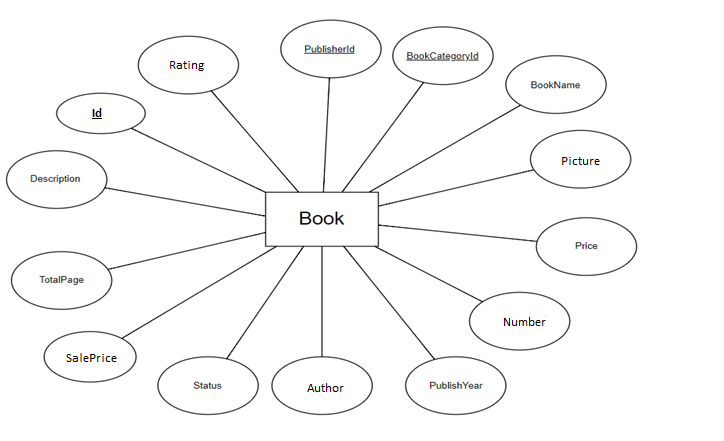 PublisherId
BookCategoryId
Rating
BookName
Id
Picture
Description
Book
Price
TotalPage
Number
SalePrice
Status
Author
PublishYear